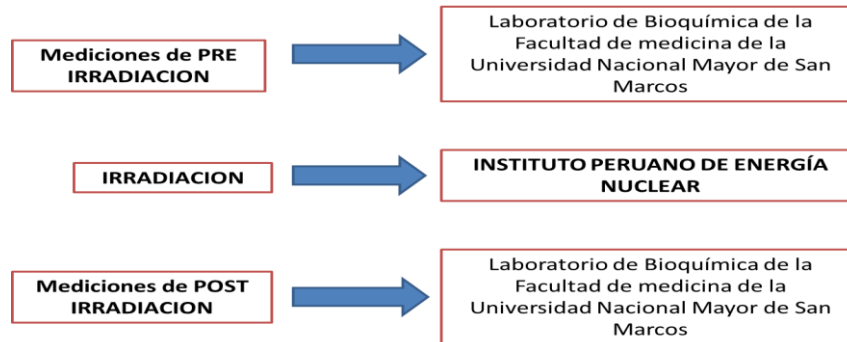 Mediciones de PRE
IRRADIACION
Laboratorio de Bioquímica de la
Facultad de medicina de la
Universidad Nacional Mayor de San
Marcos
IRRADIACION
INSTITUTO PERUANO DE ENERGÍA
NUCLEAR
Mediciones de POST
IRRADIACION
Laboratorio de Bioquímica de la
Facultad de medicina de la
Universidad Nacional Mayor de San
Marcos